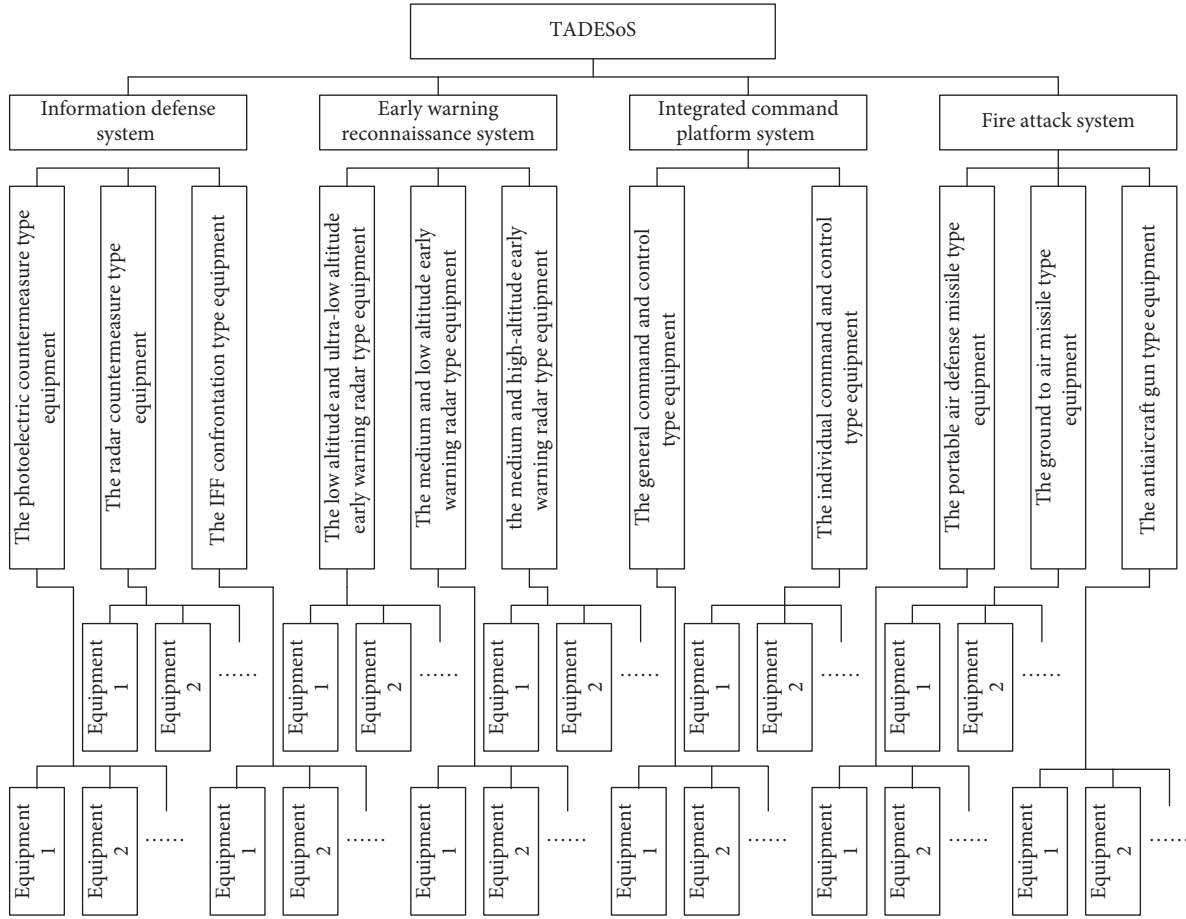 TADESoS
Information defense
system
Early warning
reconnaissance system
Integrated command
platform system
Fire attack system
The photoelectric countermeasure type
equipment
The radar countermeasure type
equipment
The IFF confrontation type equipment
The low altitude and ultra-low altitude
early warning radar type equipment
The medium and low altitude early
warning radar type equipment
the medium and high-altitude early
warning radar type equipment
The general command and control
type equipment
The individual command and control
type equipment
The portable air defense missile type
equipment
The ground to air missile type
equipment
The antiaircraft gun type equipment
Equipment
1
Equipment
2
......
Equipment
1
Equipment
2
......
Equipment
1
Equipment
2
......
Equipment
1
Equipment
2
......
Equipment
1
Equipment
2
......
Equipment
1
Equipment
2
......
Equipment
1
Equipment
2
......
Equipment
1
Equipment
2
......
Equipment
1
Equipment
2
......
Equipment
1
Equipment
2
......
Equipment
1
Equipment
2
......